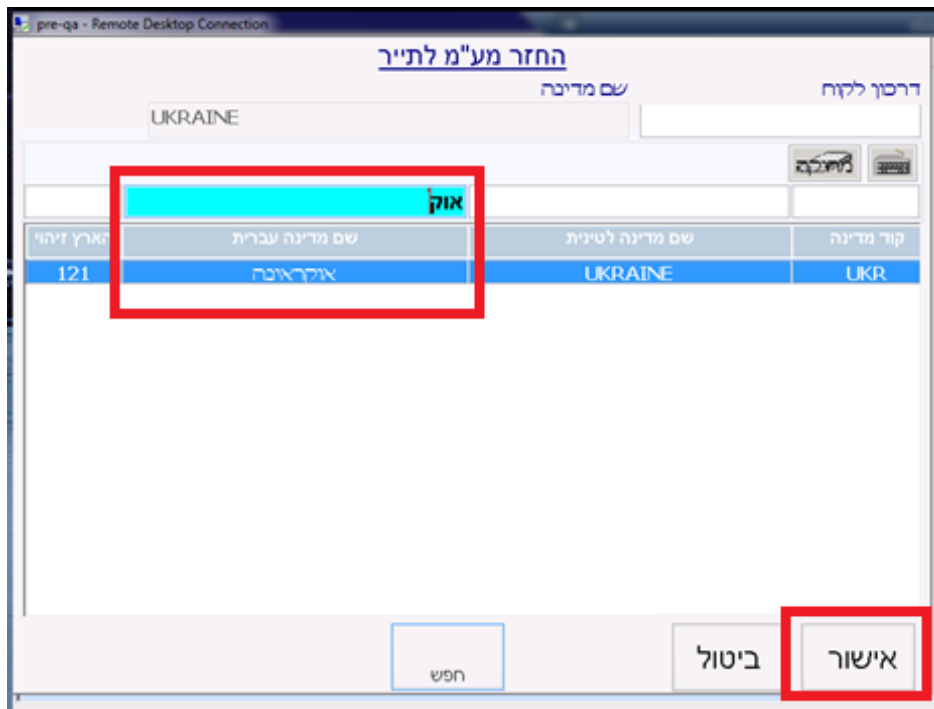 pre-qa - Remote Desktop Connection
החזר מע"מ לתייר
דרכון לקוח שם מדינה
UKRAINE
מחיקה
אוק
קוד מדינה שם מדינה לטינית שם מדינה עברית הארץ זיהוי
UKR UKRAINE אוקראינה 121
אישור ביטול חפש